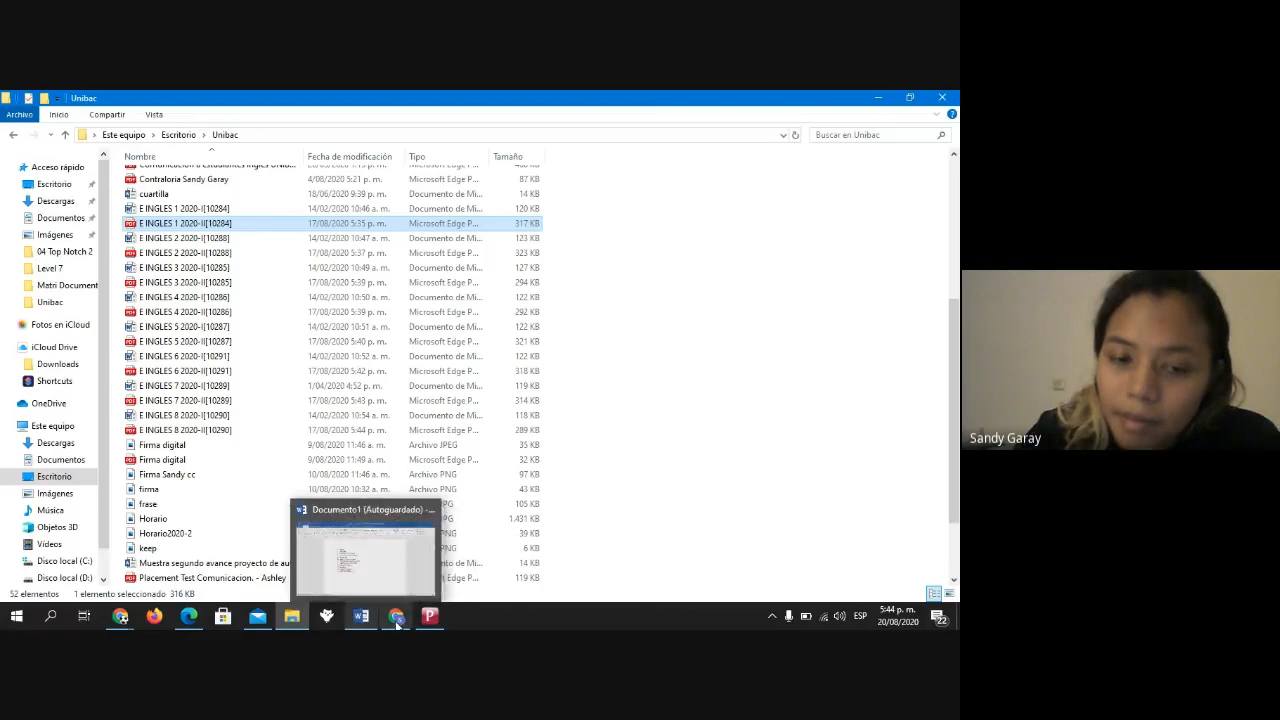 Unibac
Archivo Inicio Compartir Vista
Este equipo Escritorio Unibac Buscar en Unibac
Nombre Fecha de modificación Tipo Tamaño
Acceso rápido
Escritorio
Descargas
Documentos
Imágenes
04 Top Notch 2
Level 7
Matri Document
Unibac
Fotos en iCloud
iCloud Drive
Downloads
Shortcuts
OneDrive
Este equipo
Descargas
Documentos
Escritorio
Imágenes
Música
Objetos 3D
Vídeos
Disco local (C:)
Disco local (D:)
Contraloria Sandy Garay 4/08/2020 5:21 p. m. Microsoft Edge P... 87 KB
cuartilla 18/06/2020 9:39 p. m. Documento de Mi... 14 KB
E INGLES 1 2020-I[10284] 14/02/2020 10:46 a. m. Documento de Mi... 120 KB
E INGLES 1 2020-II[10284] 17/08/2020 5:35 p. m. Microsoft Edge P... 317 KB
E INGLES 2 2020-I[10288] 14/02/2020 10:47 a. m. Documento de Mi... 123 KB
E INGLES 2 2020-II[10288] 17/08/2020 5:37 p. m. Microsoft Edge P... 323 KB
E INGLES 3 2020-I[10285] 14/02/2020 10:49 a. m. Documento de Mi... 127 KB
E INGLES 3 2020-II[10285] 17/08/2020 5:39 p. m. Microsoft Edge P... 294 KB
E INGLES 4 2020-I[10286] 14/02/2020 10:50 a. m. Documento de Mi... 122 KB
E INGLES 4 2020-II[10286] 17/08/2020 5:39 p. m. Microsoft Edge P... 292 KB
E INGLES 5 2020-I[10287] 14/02/2020 10:51 a. m. Documento de Mi... 122 KB
E INGLES 5 2020-II[10287] 17/08/2020 5:40 p. m. Microsoft Edge P... 321 KB
E INGLES 6 2020-I[10291] 14/02/2020 10:52 a. m. Documento de Mi... 122 KB
E INGLES 6 2020-II[10291] 17/08/2020 5:42 p. m. Microsoft Edge P... 318 KB
E INGLES 7 2020-I[10289] 1/04/2020 4:52 p. m. Documento de Mi... 119 KB
E INGLES 7 2020-II[10289] 17/08/2020 5:43 p. m. Microsoft Edge P... 314 KB
E INGLES 8 2020-I[10290] 14/02/2020 10:54 a. m. Documento de Mi... 118 KB
E INGLES 8 2020-II[10290] 17/08/2020 5:44 p. m. Microsoft Edge P... 289 KB
Firma digital 9/08/2020 11:46 a. m. Archivo JPEG 35 KB
Firma digital 9/08/2020 11:49 a. m. Microsoft Edge P... 32 KB
Firma Sandy cc 10/08/2020 11:46 a. m. Archivo PNG 97 KB
firma 10/08/2020 10:32 a. m. Archivo PNG 43 KB
frase 105 KB
Horario 1.431 KB
Horario2020-2 39 KB
keep 6 KB
Muestra segundo avance proyecto de au 14 KB
Placement Test Comunicacion. - Ashley 119 KB
Documento1 (Autoguardado) -...
52 elementos 1 elemento seleccionado 316 KB
ESP
5:44 p. m.
20/08/2020
22
Sandy Garay